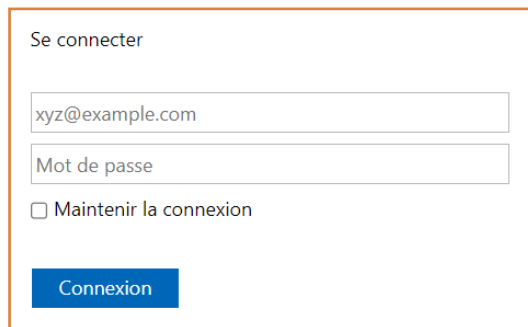 Se connecter
xyz@example.com
Mot de passe
Maintenir la connexion
Connexion